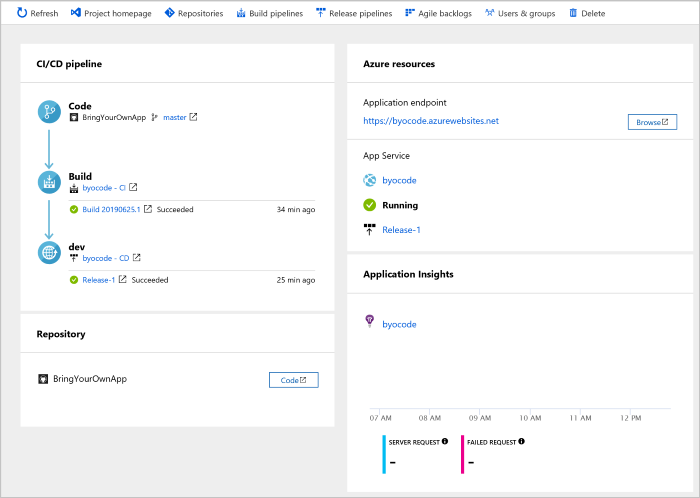 Refresh Project homepage Repositories Build pipelines Release pipelines Agile backlogs Users & groups Delete
CI/CD pipeline
Code
BringYourOwnApp master
Build
byocode - CI
Build 20190625.1 Succeeded 34 min ago
dev
byocode - CD
Release-1 Succeeded 25 min ago
Repository
BringYourOwnApp Code
Azure resources
Application endpoint
https://byocode.azurewebsites.net Browse
App Service
byocode
Running
Release-1
Application Insights
byocode
07 AM 08 AM 09 AM 10 AM 11 AM 12 PM
SERVER REQUEST FAILED REQUEST
- -